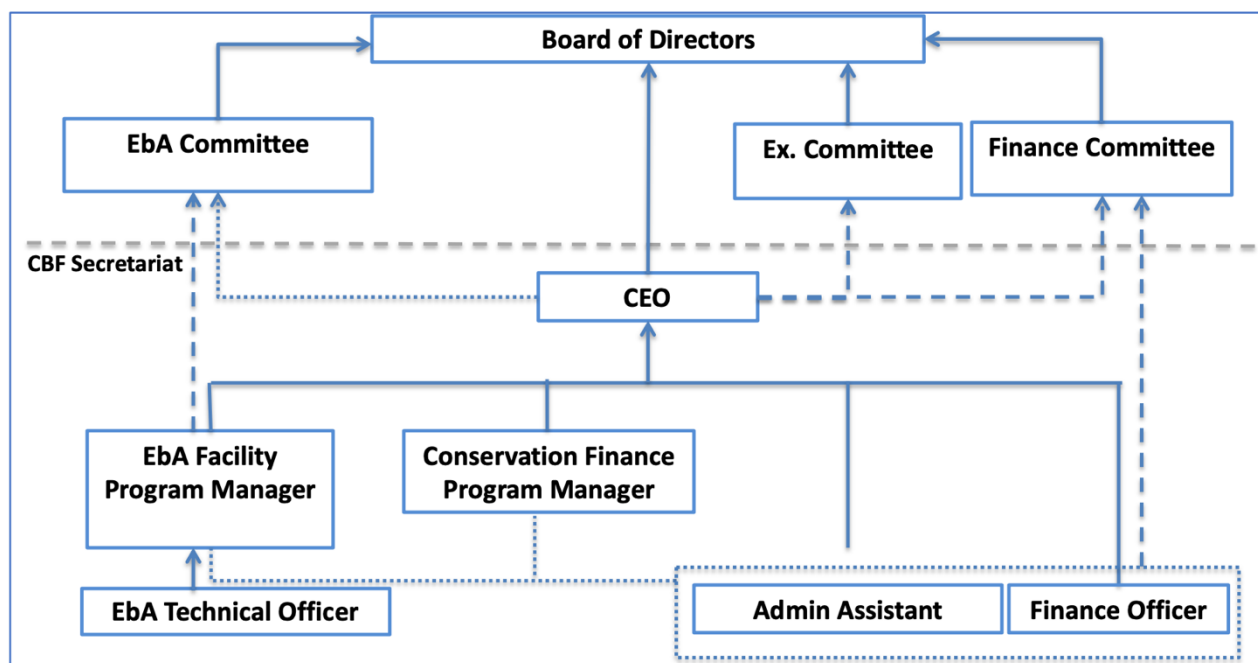 Board of Directors
EbA Committee
Ex. Committee
Finance Committee
CBF Secretariat
CEO
EbA Facility
Program Manager
Conservation Finance
Program Manager
EbA Technical Officer
Admin Assistant
Finance Officer